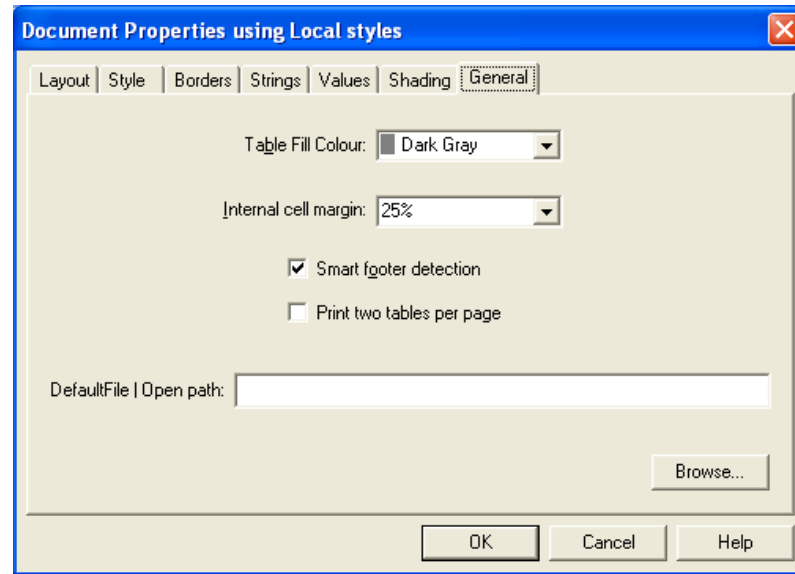 Document Properties using Local styles
Layout Style Borders Strings Values Shading General
Table Fill Colour: Dark Gray
Internal cell margin: 25%
Smart footer detection
Print two tables per page
DefaultFile | Open path:
Browse...
OK Cancel Help